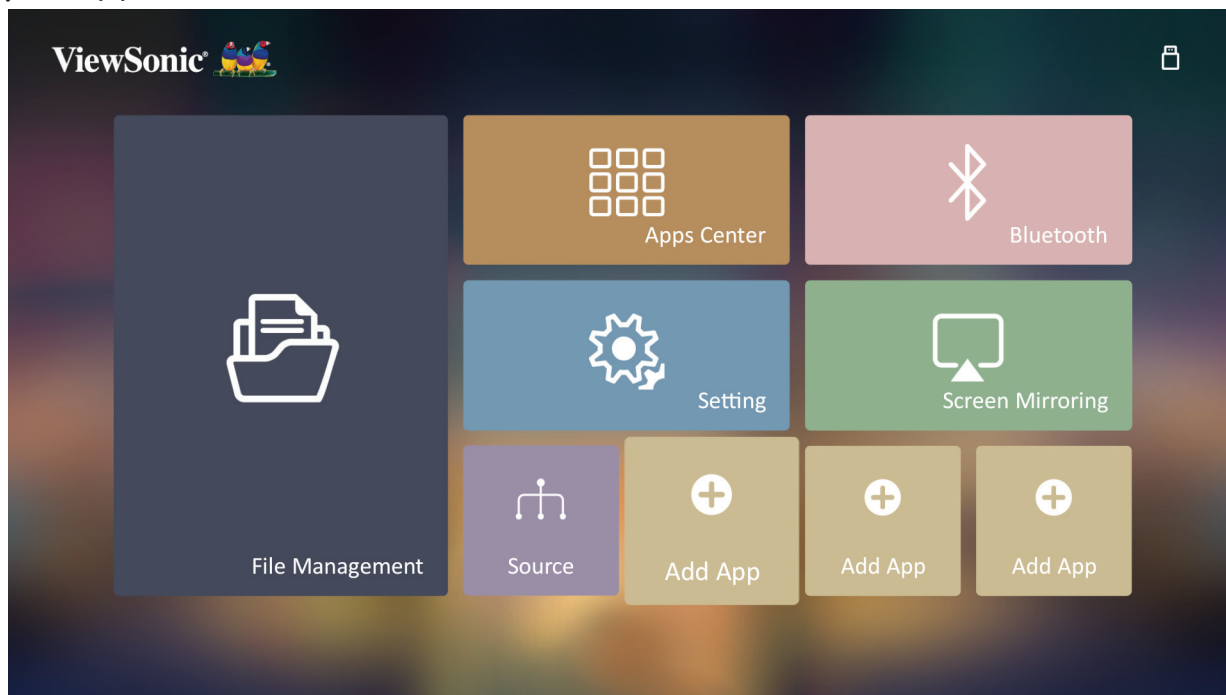 ViewSonic®
Apps Center
Bluetooth
Setting
Screen Mirroring
File Management
Source
Add App
Add App
Add App